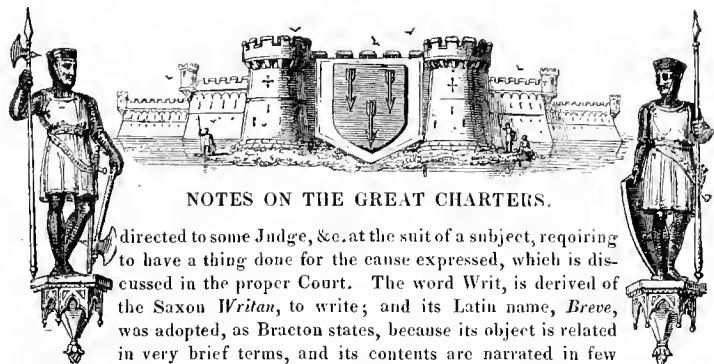 NOTES ON THE GREAT CHARTERS.
directed to some Judge, &c. at the suit of a subject, reqoiring
to have a thing done for the cause expressed, which is dis-
cussed in the proper Court. The word Writ, is derived of
the Saxon Writan, to write; and its Latin name, Breve,
was adopted, as Bracton states, because its object is related
in very brief terms, and its contents are narrated in few